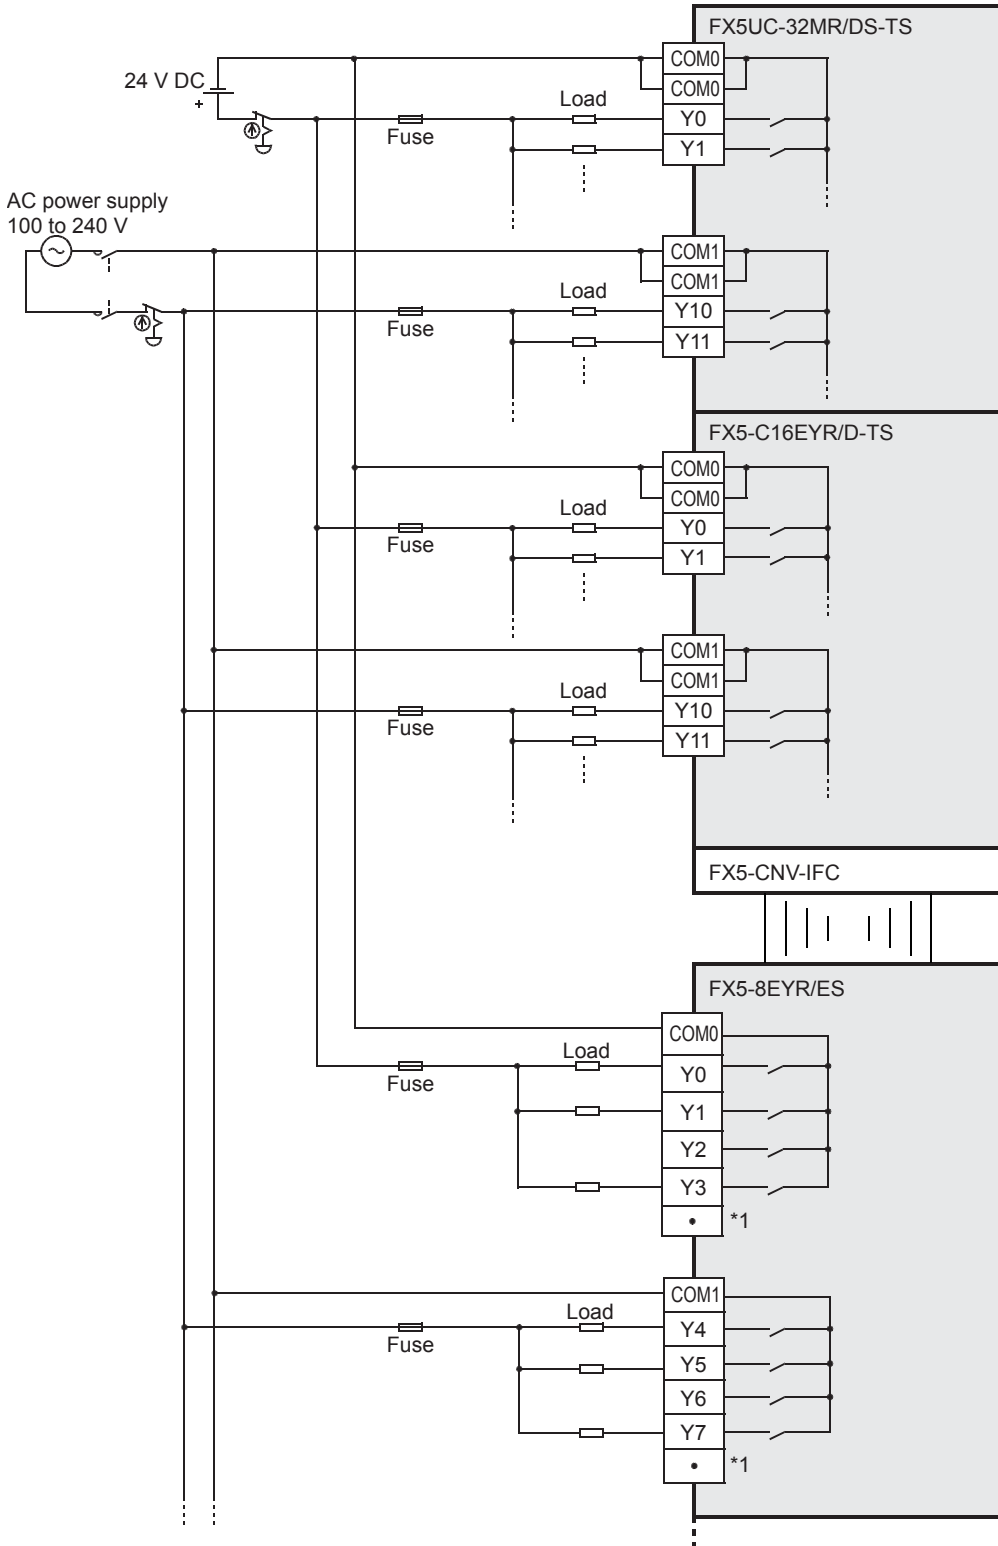 FX5UC-32MR/DS-TS
COM0
24 V DC
+
COM0
Load
Y0
Fuse
Y1
AC power supply
100 to 240 V
COM1
COM1
Load
Y10
Fuse
Y11
FX5-C16EYR/D-TS
COM0
COM0
Load
Y0
Fuse
Y1
COM1
COM1
Load
Y10
Fuse
Y11
FX5-CNV-IFC
FX5-8EYR/ES
COM0
Load
Y0
Fuse
Y1
Y2
Y3
• *1
COM1
Load
Y4
Fuse
Y5
Y6
Y7
• *1